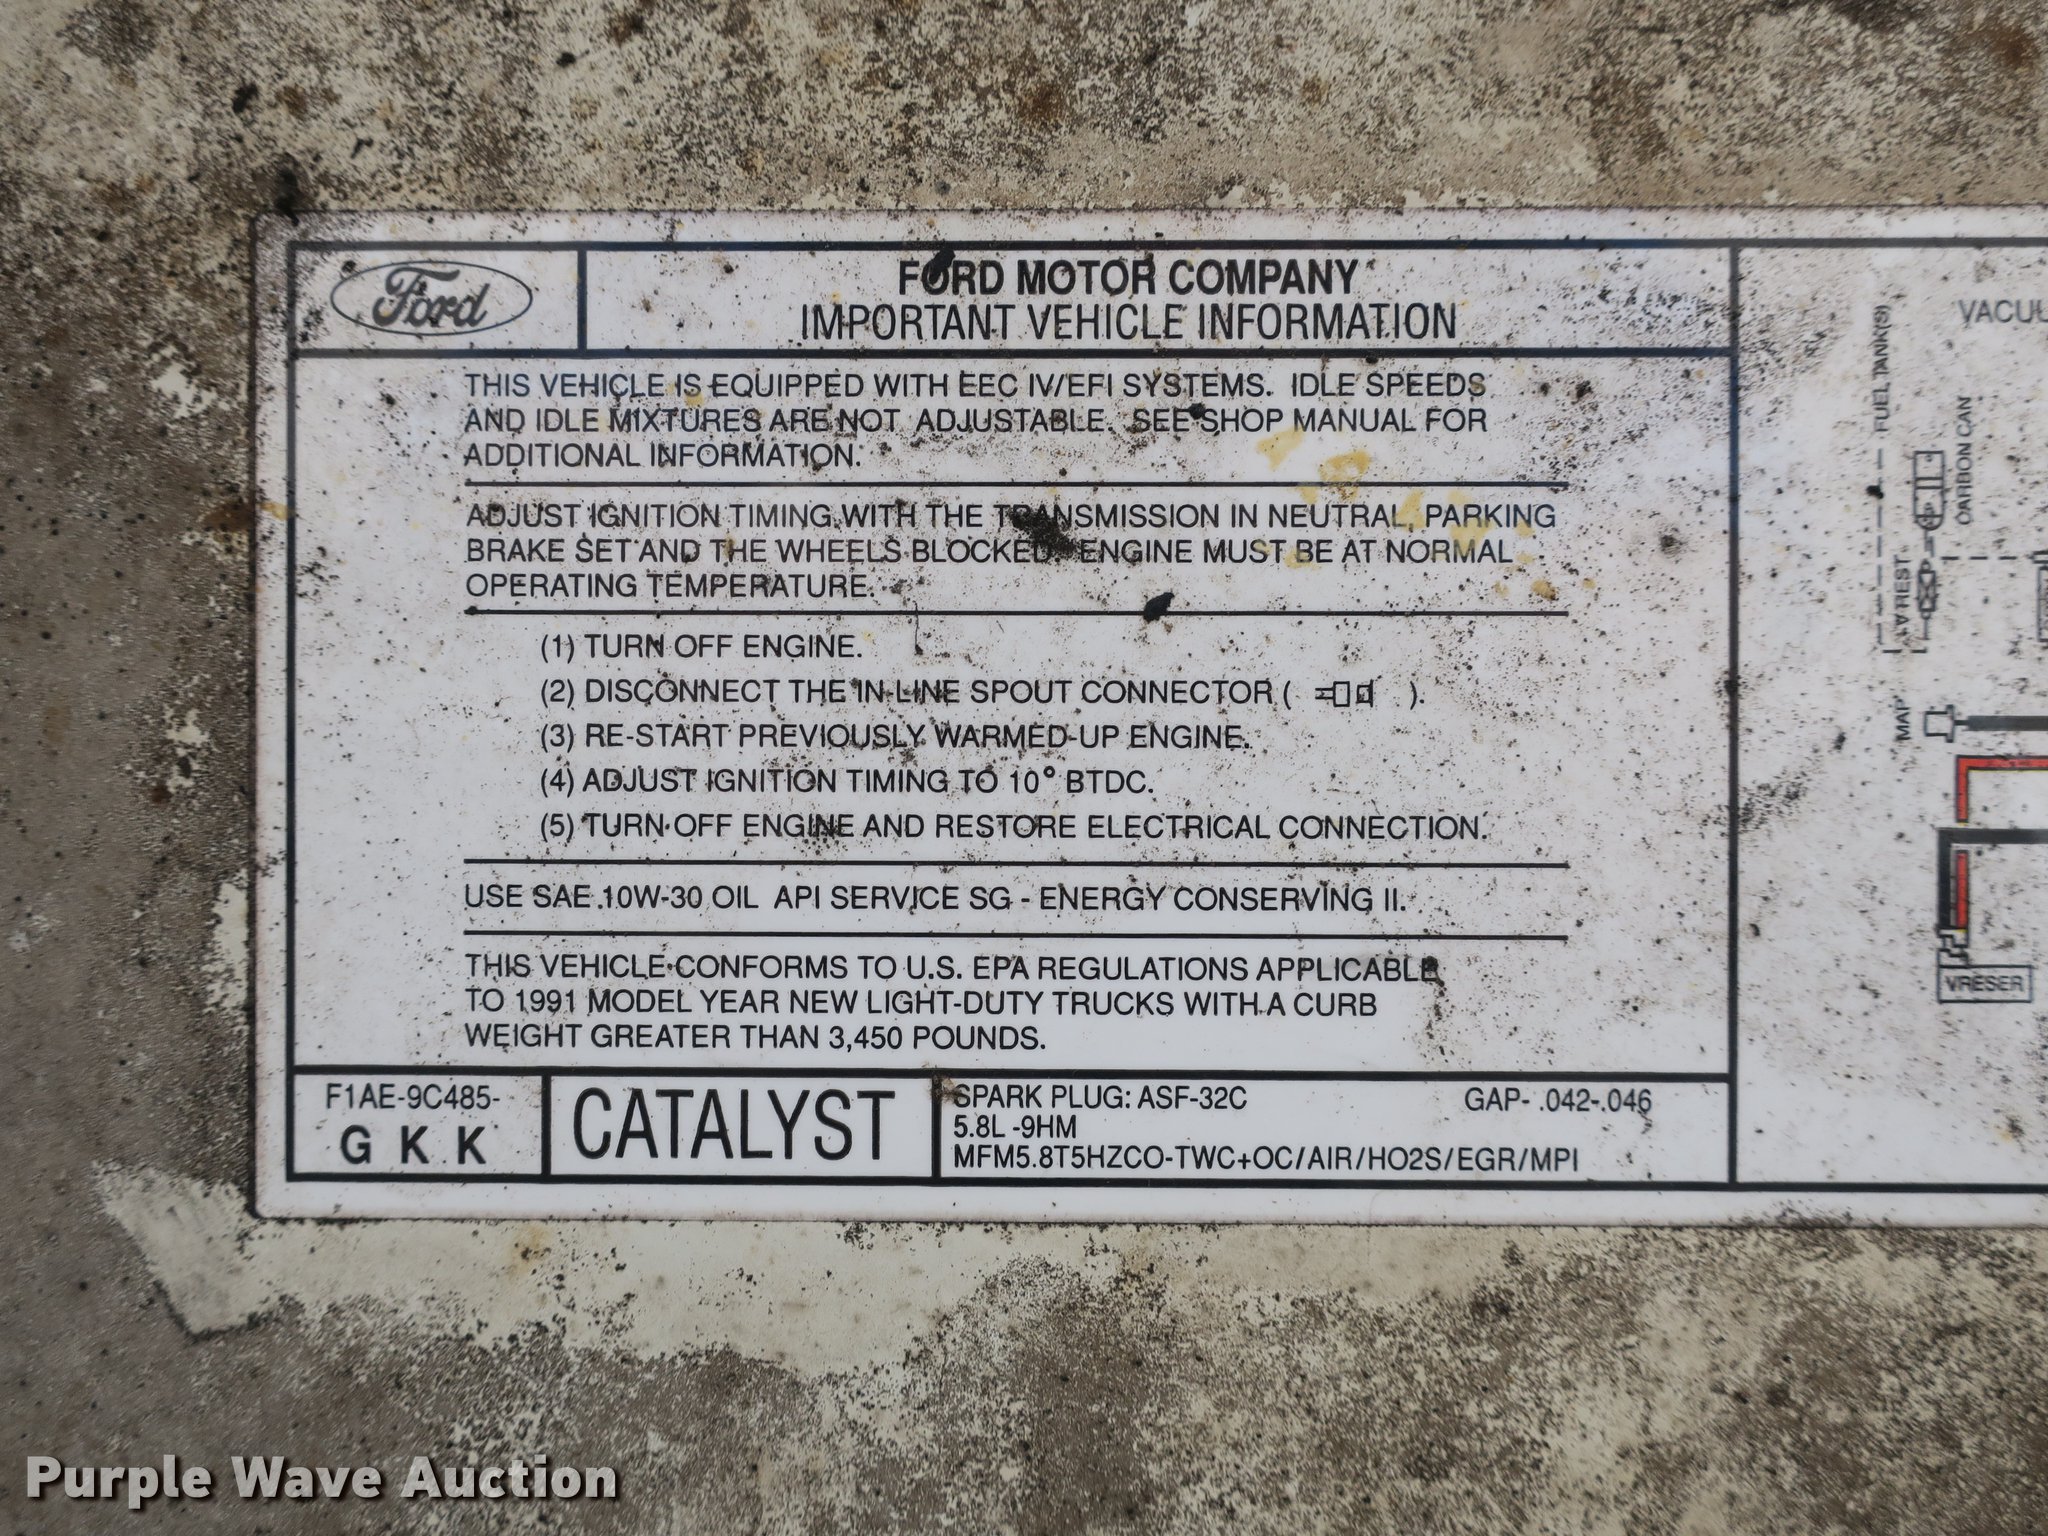 Ford
FORD MOTOR COMPANY
IMPORTANT VEHICLE INFORMATION
THIS VEHICLE IS EQUIPPED WITH EEC IV/EFI SYSTEMS. IDLE SPEEDS
AND IDLE MIXTURES ARE NOT ADJUSTABLE. SEE SHOP MANUAL FOR
ADDITIONAL INFORMATION.
ADJUST IGNITION TIMING WITH THE TRANSMISSION IN NEUTRAL, PARKING
BRAKE SET AND THE WHEELS BLOCKED. ENGINE MUST BE AT NORMAL
OPERATING TEMPERATURE.
(1) TURN OFF ENGINE.
(2) DISCONNECT THE IN-LINE SPOUT CONNECTOR ( ).
(3) RE-START PREVIOUSLY WARMED-UP ENGINE.
(4) ADJUST IGNITION TIMING TO 10° BTDC.
(5) TURN OFF ENGINE AND RESTORE ELECTRICAL CONNECTION.
USE SAE 10W-30 OIL API SERVICE SG - ENERGY CONSERVING II.
THIS VEHICLE CONFORMS TO U.S. EPA REGULATIONS APPLICABLE
TO 1991 MODEL YEAR NEW LIGHT-DUTY TRUCKS WITH A CURB
WEIGHT GREATER THAN 3,450 POUNDS.
F1AE-9C485-
G K K
CATALYST
SPARK PLUG: ASF-32C GAP- .042-.046
5.8L -9HM
MFM5.8T5HZCO-TWC+OC/AIR/HO2S/EGR/MPI
VACUU
FUEL TANK(S)
CARBON CAN
V REST
MAP
VRESER
Purple Wave Auction